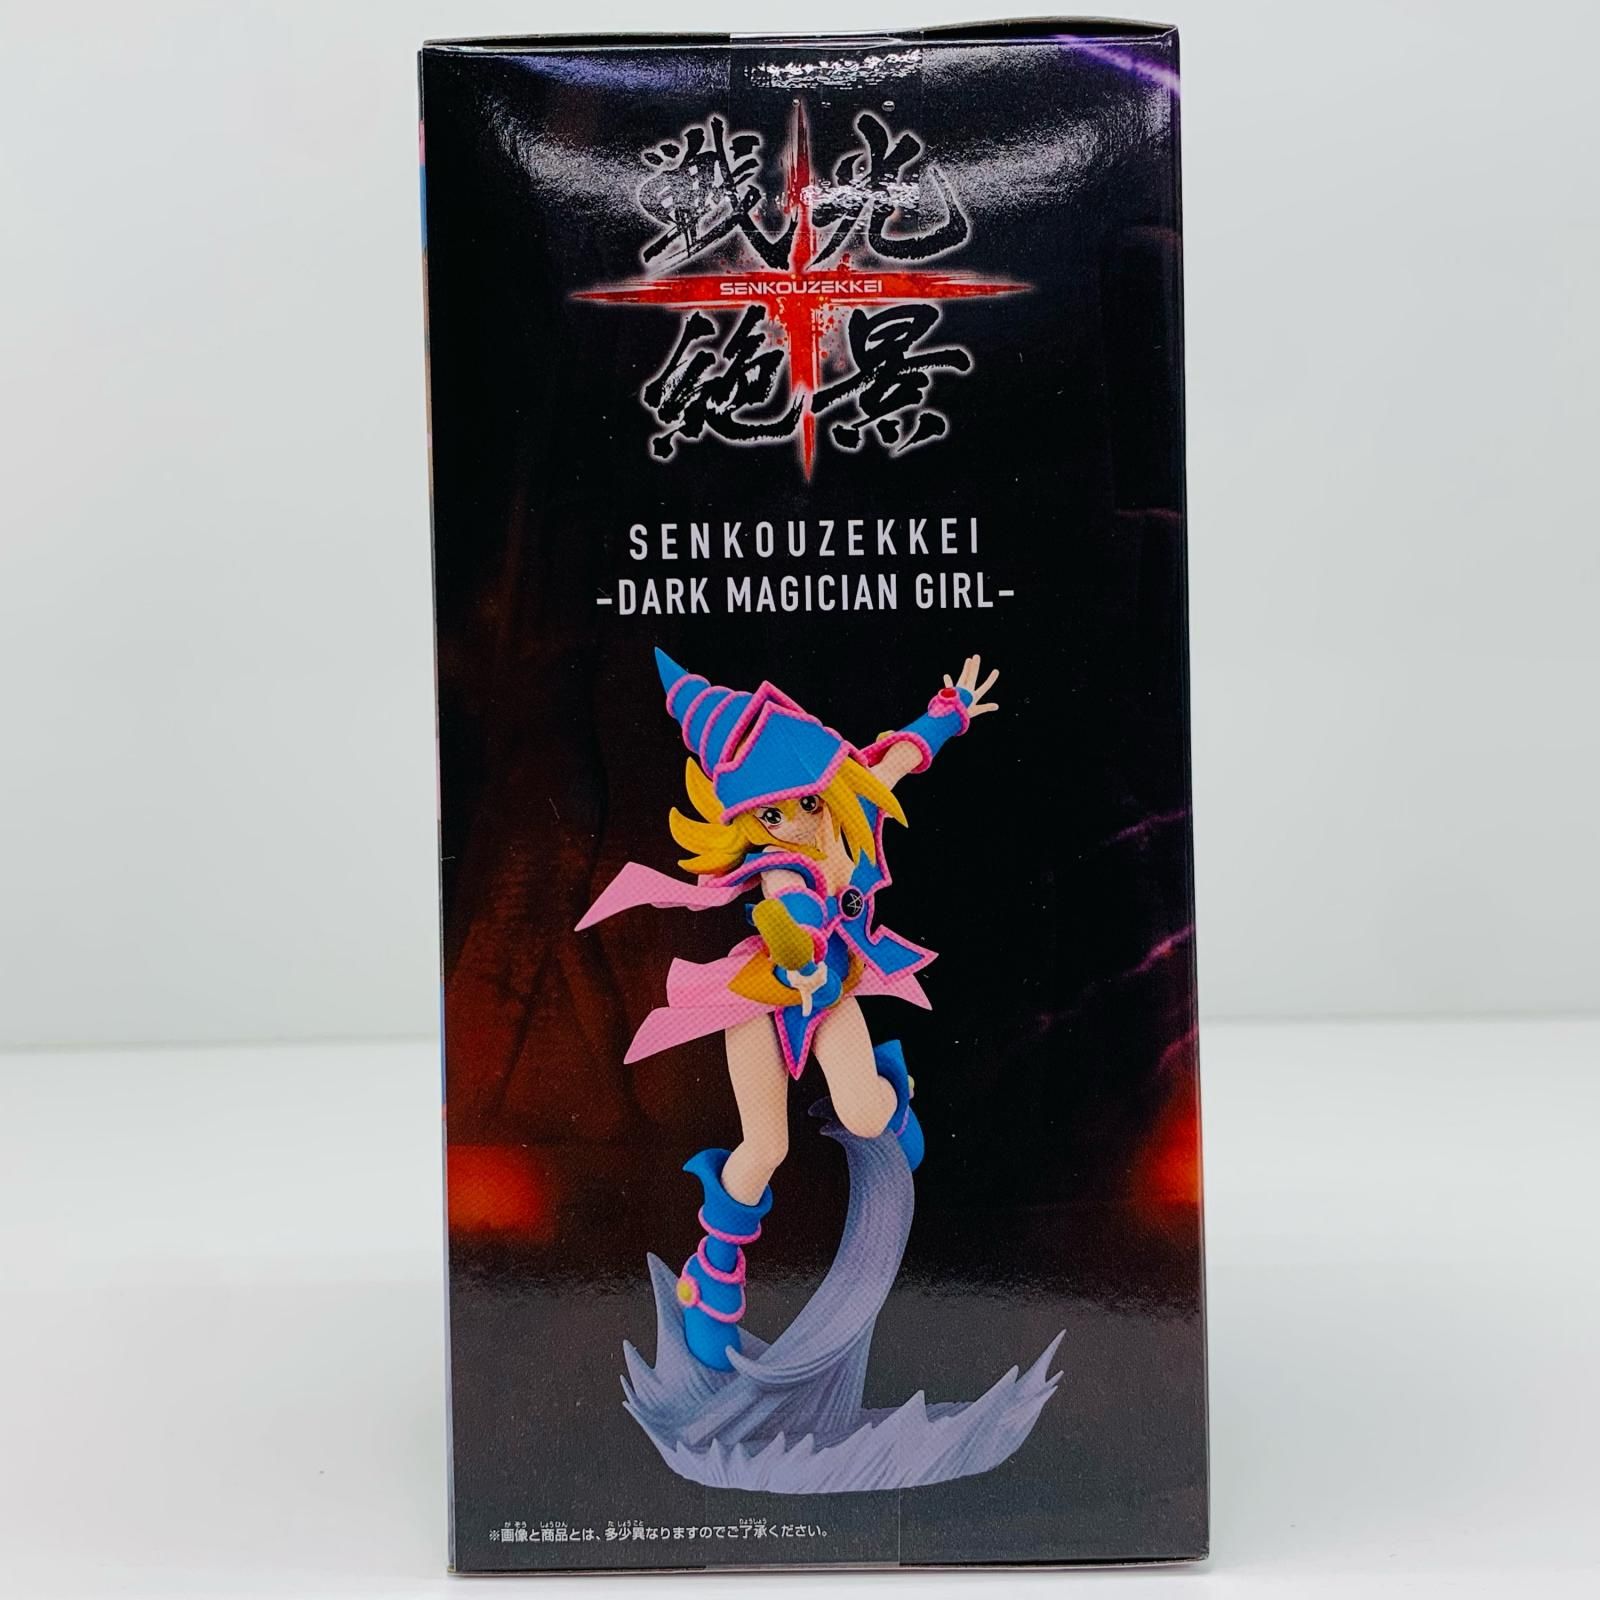 戦光
SENKOUZEKKEI
絶景
SENKOUZEKKEI
-DARK MAGICIAN GIRL-
※画像と商品とは、多少異なりますのでご了承ください。